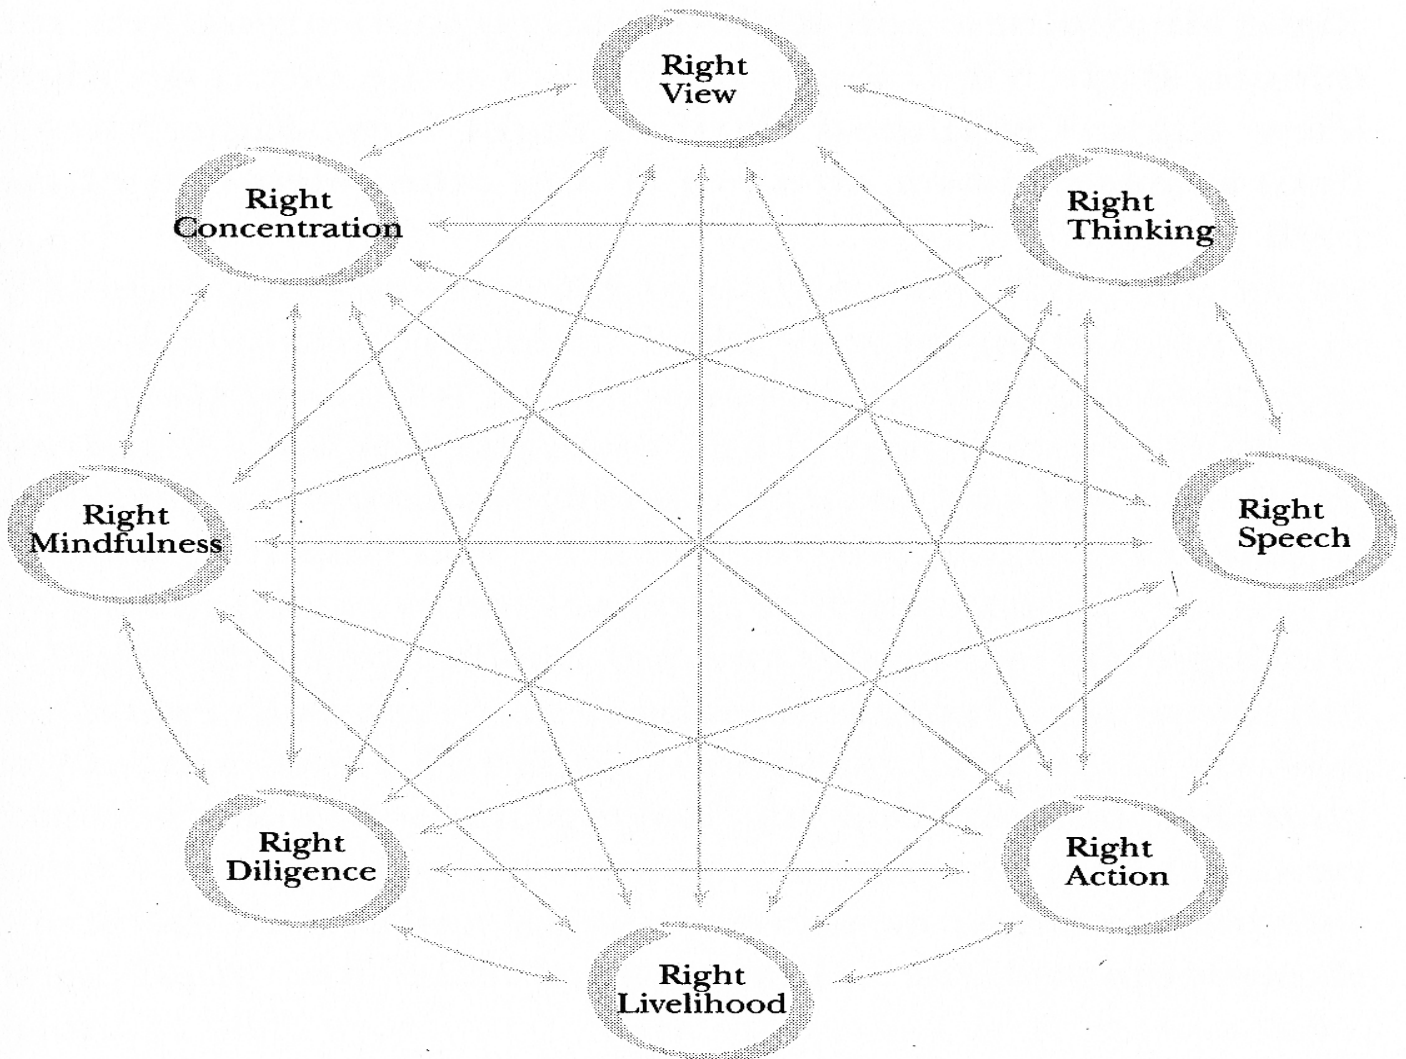 Right
View
Right
Thinking
Right
Speech
Right
Action
Right
Livelihood
Right
Diligence
Right
Mindfulness
Right
Concentration